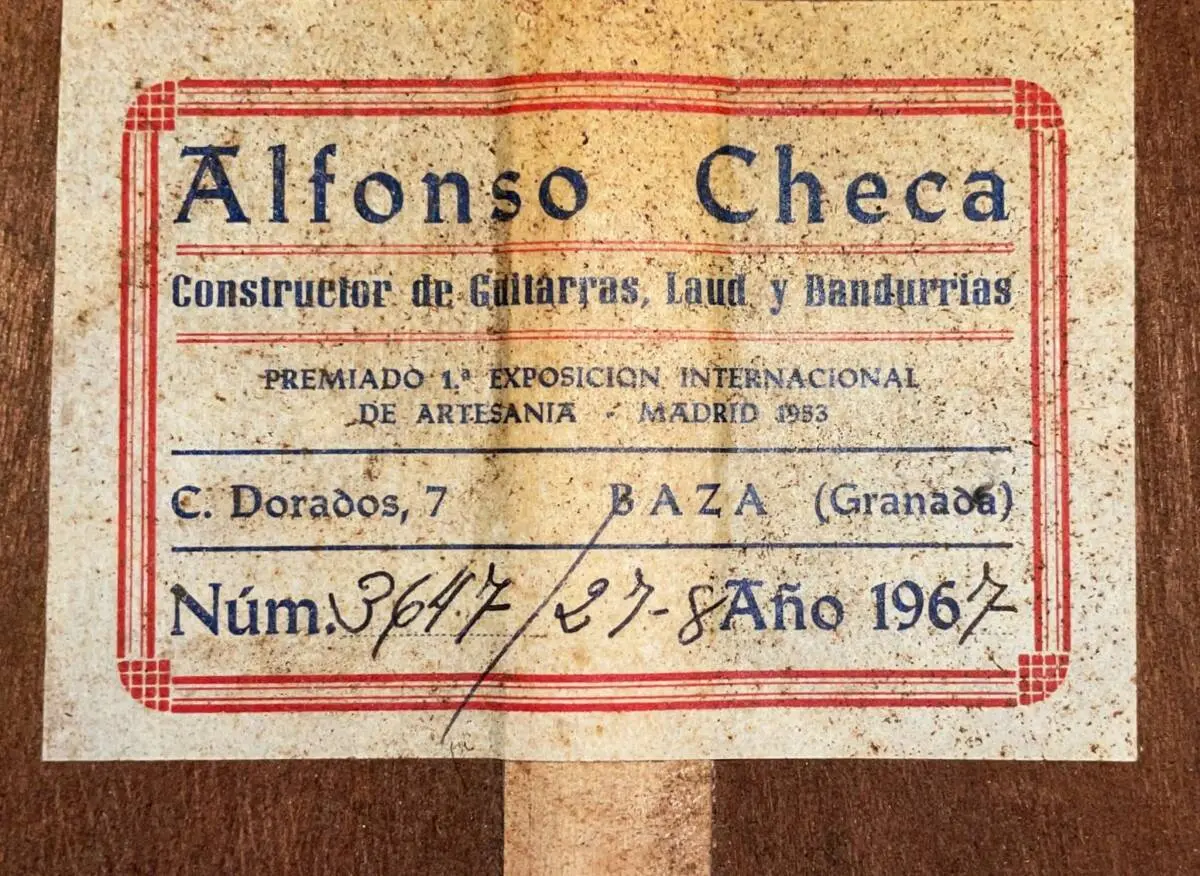 Alfonso Checa
Constructor de Guitarras, Laud y Bandurrias
PREMIADO 1.ª EXPOSICION INTERNACIONAL
DE ARTESANIA - MADRID 1953
C. Dorados, 7 BAZA (Granada)
Núm. 3647 / 27-8 Año 1967